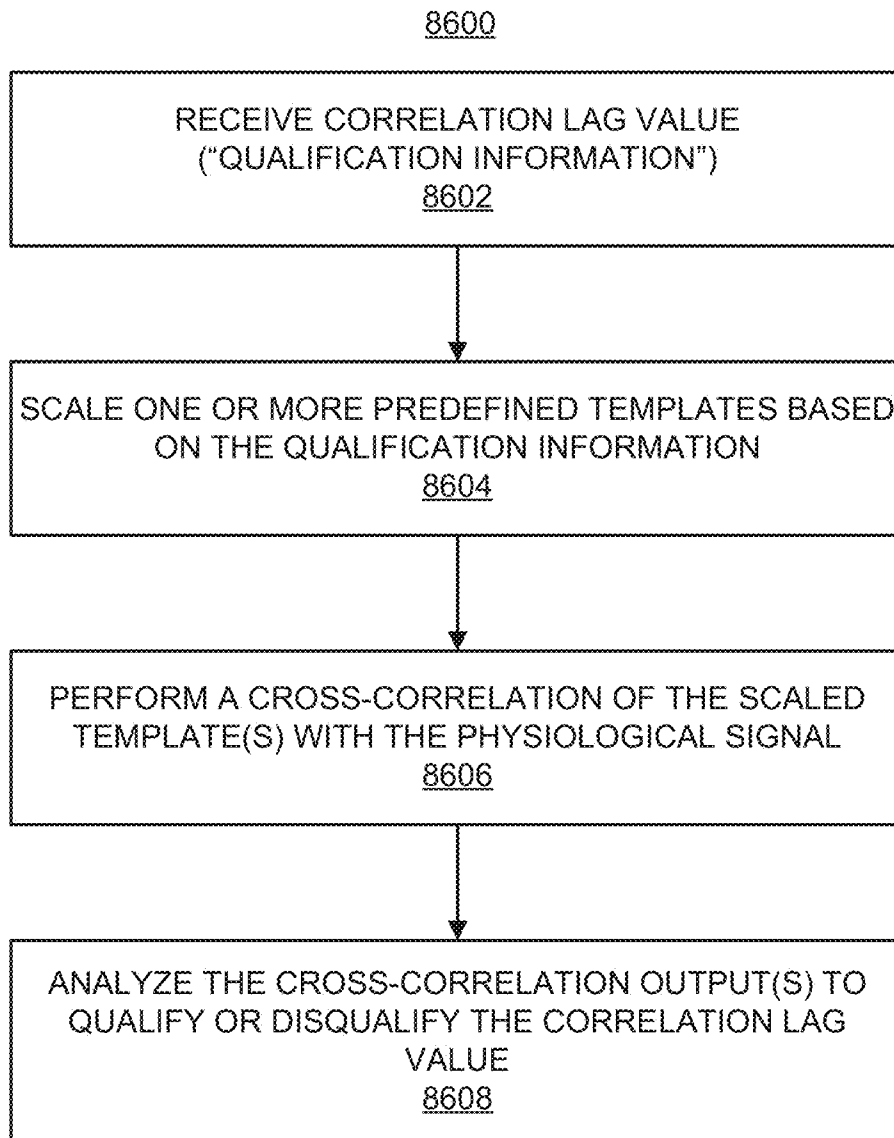 8600
RECEIVE CORRELATION LAG VALUE
(“QUALIFICATION INFORMATION”)
8602
SCALE ONE OR MORE PREDEFINED TEMPLATES BASED
ON THE QUALIFICATION INFORMATION
8604
PERFORM A CROSS-CORRELATION OF THE SCALED
TEMPLATE(S) WITH THE PHYSIOLOGICAL SIGNAL
8606
ANALYZE THE CROSS-CORRELATION OUTPUT(S) TO
QUALIFY OR DISQUALIFY THE CORRELATION LAG
VALUE
8608